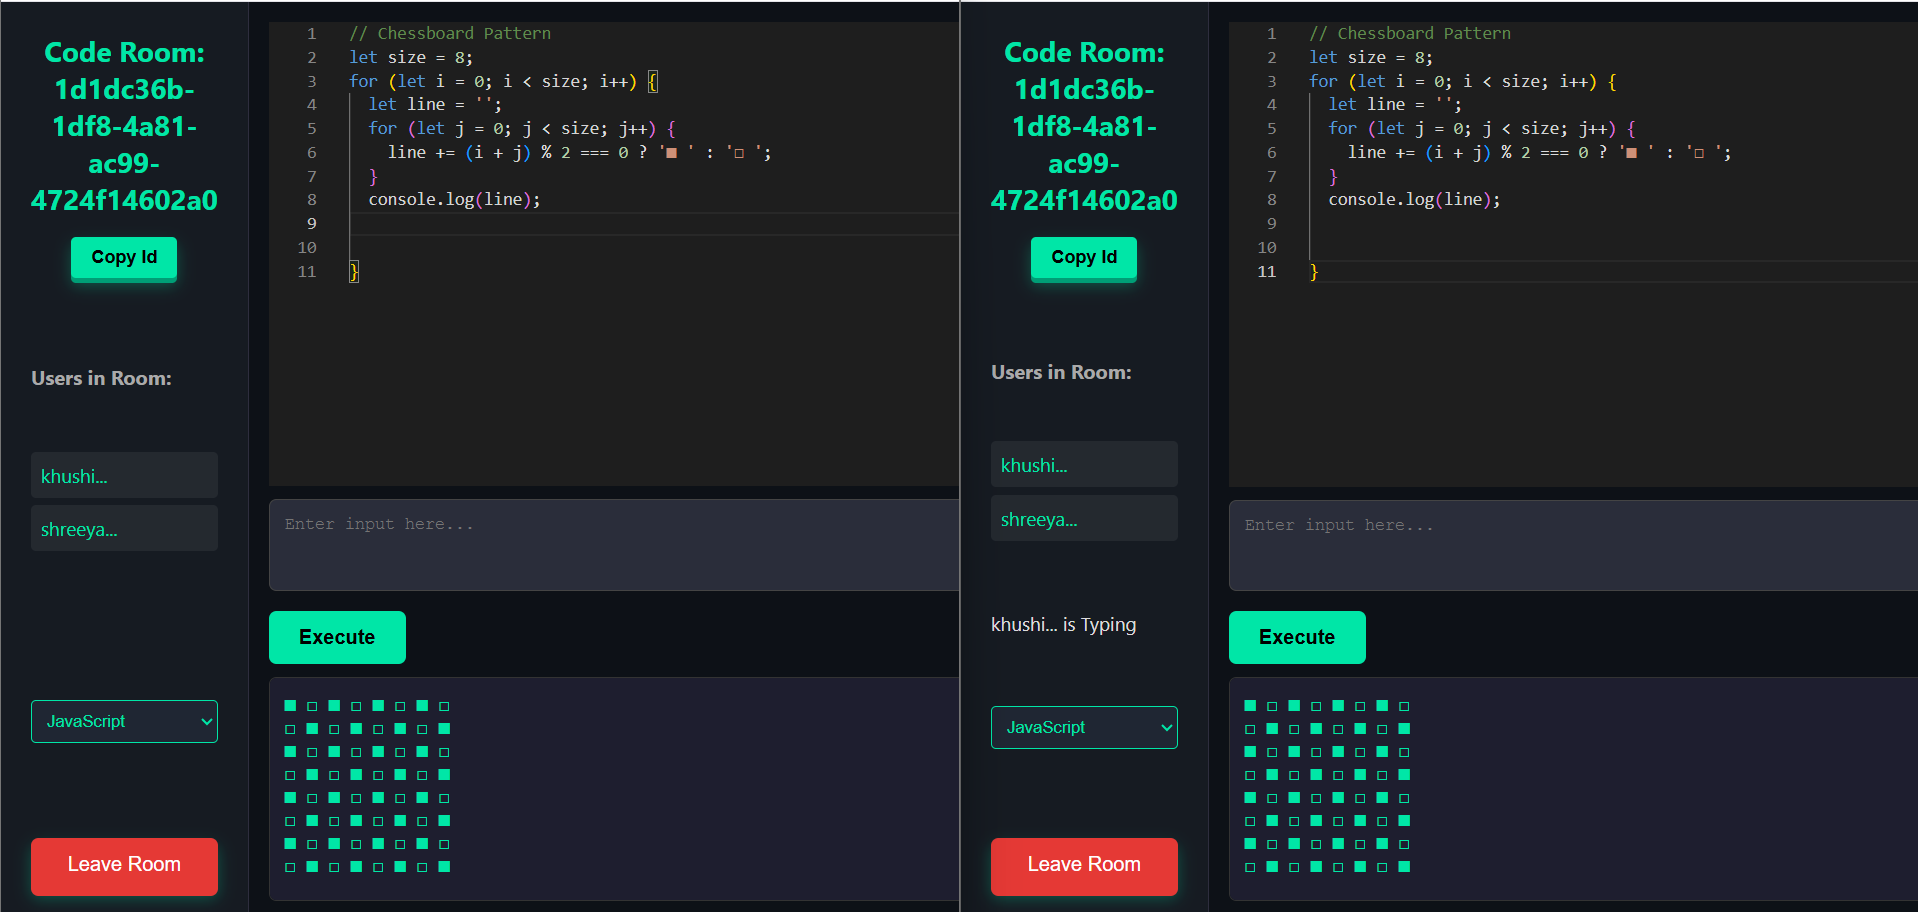 Code Room:
1d1dc36b-
1df8-4a81-
ac99-
4724f14602a0
Copy Id
Users in Room:
khushi...
shreeya...
JavaScript
Leave Room
1 // Chessboard Pattern
2 let size = 8;
3 for (let i = 0; i < size; i++) {
4 let line = '';
5 for (let j = 0; j < size; j++) {
6 line += (i + j) % 2 === 0 ? '■ ' : '□ ';
7 }
8 console.log(line);
9
10
11 }
Enter input here...
Execute
■ □ ■ □ ■ □ ■ □
□ ■ □ ■ □ ■ □ ■
■ □ ■ □ ■ □ ■ □
□ ■ □ ■ □ ■ □ ■
■ □ ■ □ ■ □ ■ □
□ ■ □ ■ □ ■ □ ■
■ □ ■ □ ■ □ ■ □
□ ■ □ ■ □ ■ □ ■
Code Room:
1d1dc36b-
1df8-4a81-
ac99-
4724f14602a0
Copy Id
Users in Room:
khushi...
shreeya...
khushi... is Typing
JavaScript
Leave Room
1 // Chessboard Pattern
2 let size = 8;
3 for (let i = 0; i < size; i++) {
4 let line = '';
5 for (let j = 0; j < size; j++) {
6 line += (i + j) % 2 === 0 ? '■ ' : '□ ';
7 }
8 console.log(line);
9
10
11 }
Enter input here...
Execute
■ □ ■ □ ■ □ ■ □
□ ■ □ ■ □ ■ □ ■
■ □ ■ □ ■ □ ■ □
□ ■ □ ■ □ ■ □ ■
■ □ ■ □ ■ □ ■ □
□ ■ □ ■ □ ■ □ ■
■ □ ■ □ ■ □ ■ □
□ ■ □ ■ □ ■ □ ■